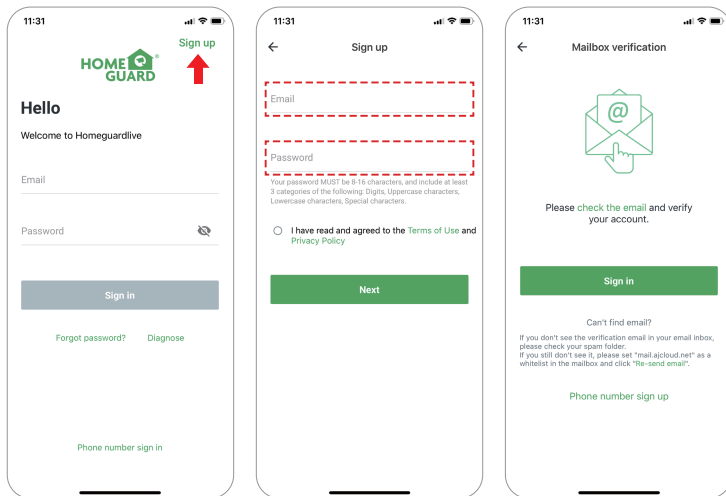 11:31
Sign up
HOME
GUARD
®
Hello
Welcome to Homeguardlive
Email
Password
Sign in
Forgot password?
Diagnose
Phone number sign in
11:31
Sign up
Email
Password
Your password MUST be 8-16 characters, and include at least
3 categories of the following: Digits, Uppercase characters,
Lowercase characters, Special characters.
I have read and agreed to the Terms of Use and
Privacy Policy
Next
11:31
Mailbox verification
@
Please check the email and verify
your account.
Sign in
Can't find email?
If you don't see the verification email in your email inbox,
please check your spam folder.
If you still don't see it, please set "mail.ajcloud.net" as a
whitelist in the mailbox and click "Re-send email".
Phone number sign up